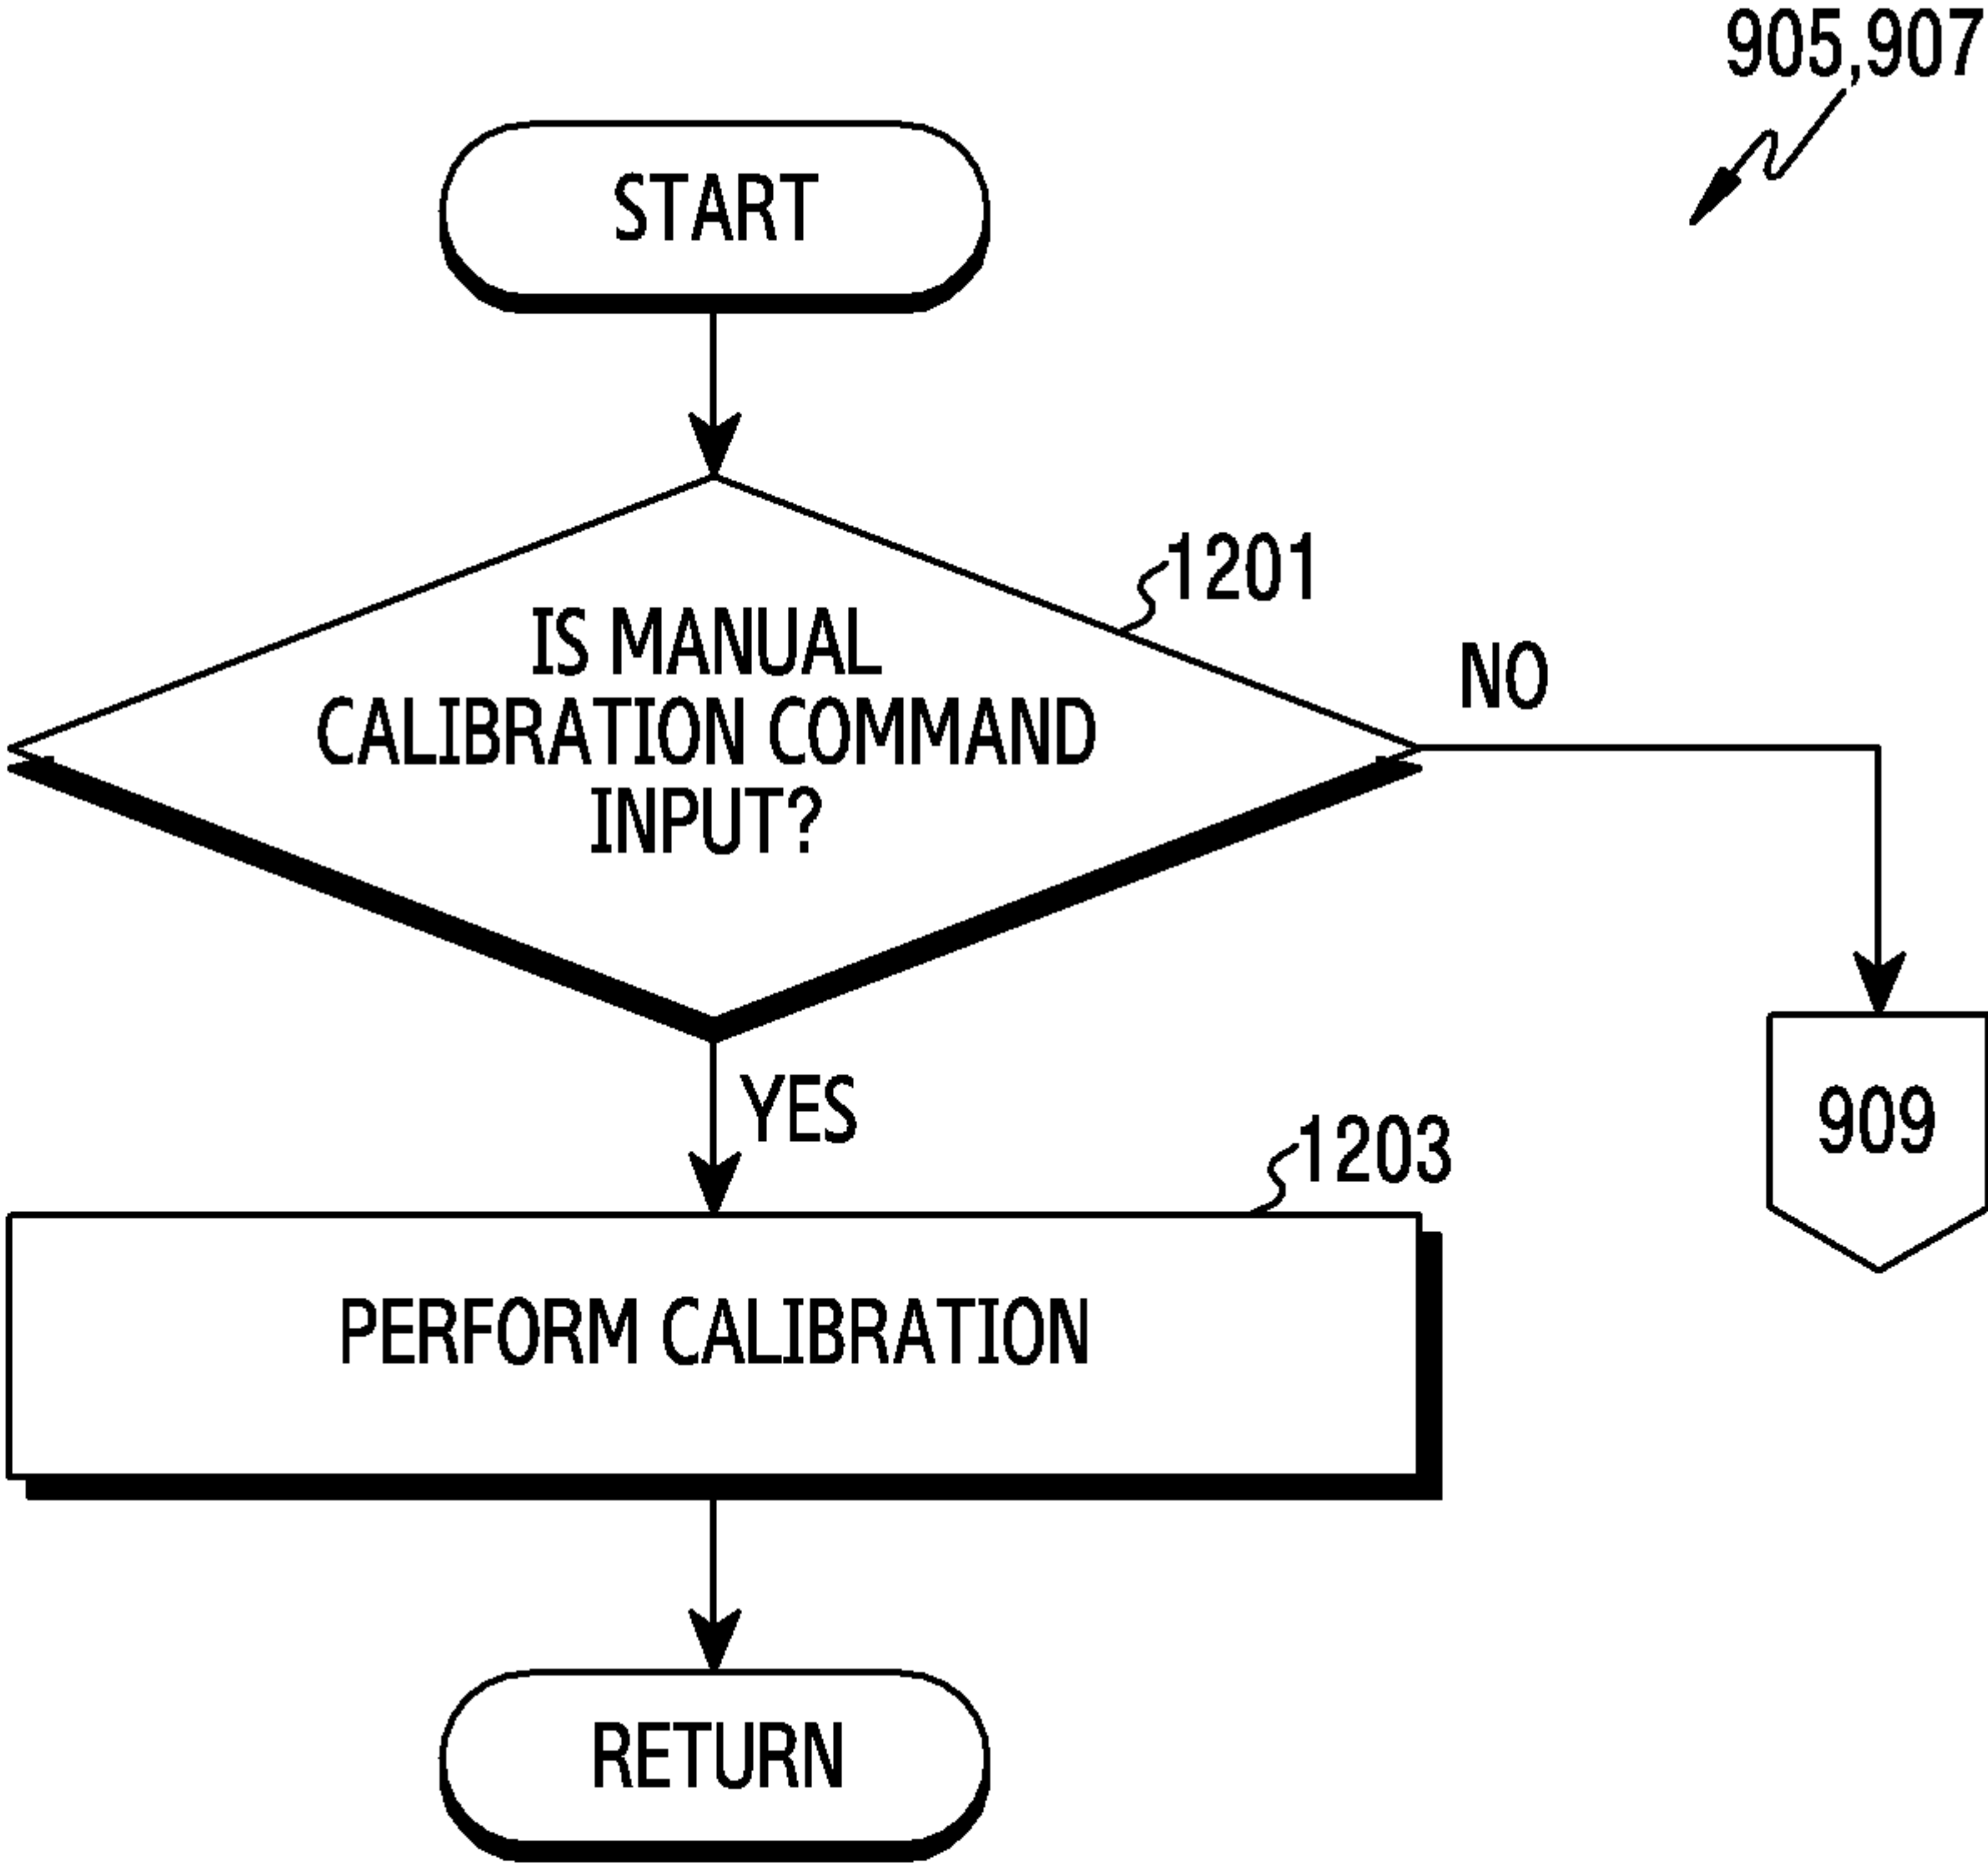 905,907
START
1201
IS MANUAL
CALIBRATION COMMAND
INPUT?
NO
YES
909
1203
PERFORM CALIBRATION
RETURN